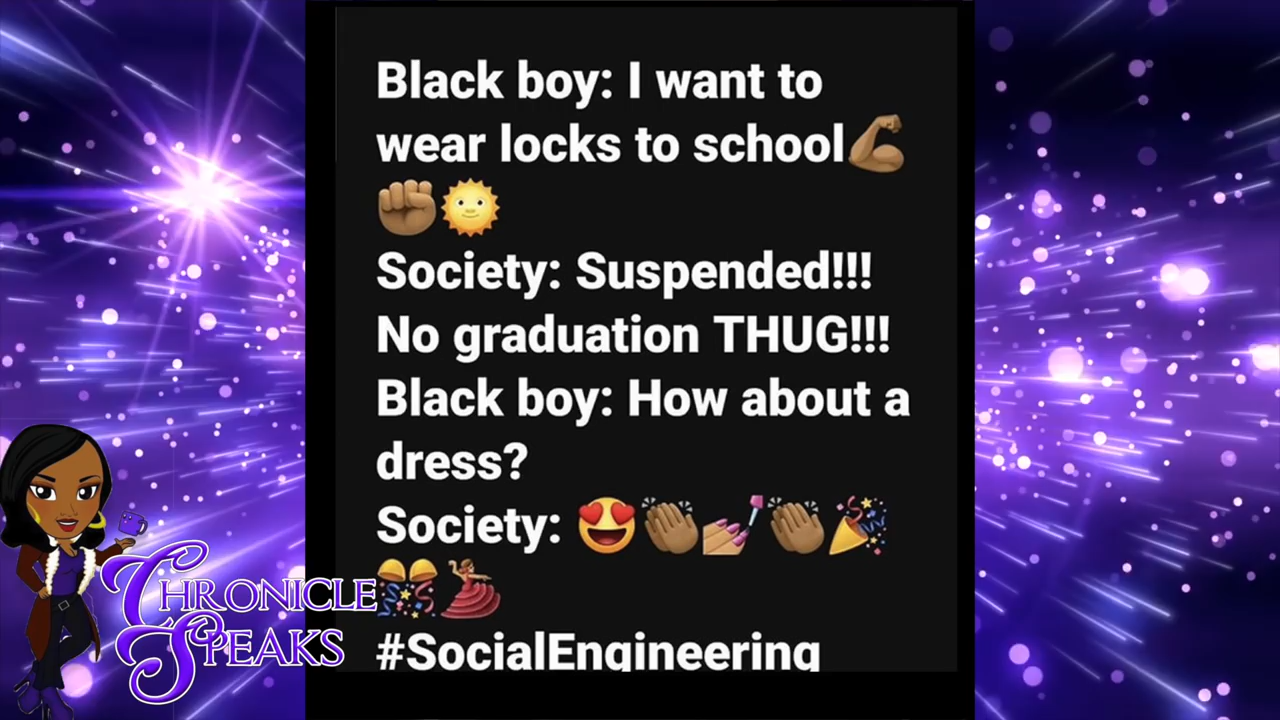 Black boy: I want to
wear locks to school💪🏾
✊🏾🌞
Society: Suspended!!!
No graduation THUG!!!
Black boy: How about a
dress?
Society: 😍👏🏾💅🏼👏🏾🎉
🎊💃🏾
#SocialEngineering
CHRONICLE
SPEAKS